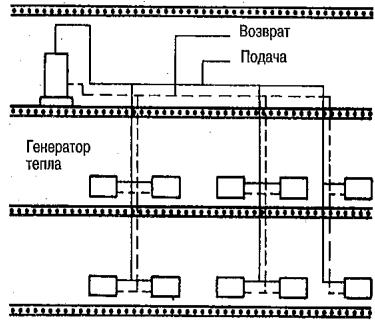 Возврат
Подача
Генератор
тепла